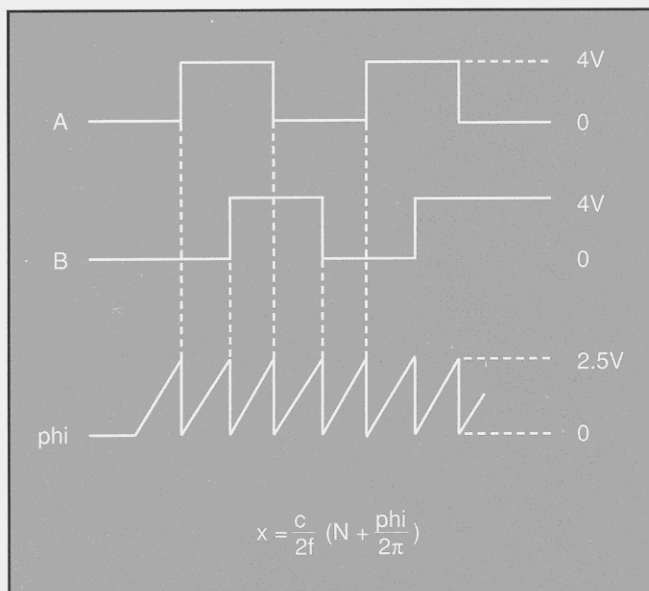 4V
A
0
4V
B
0
2.5V
phi
0
x = c/2f (N + phi/2π)